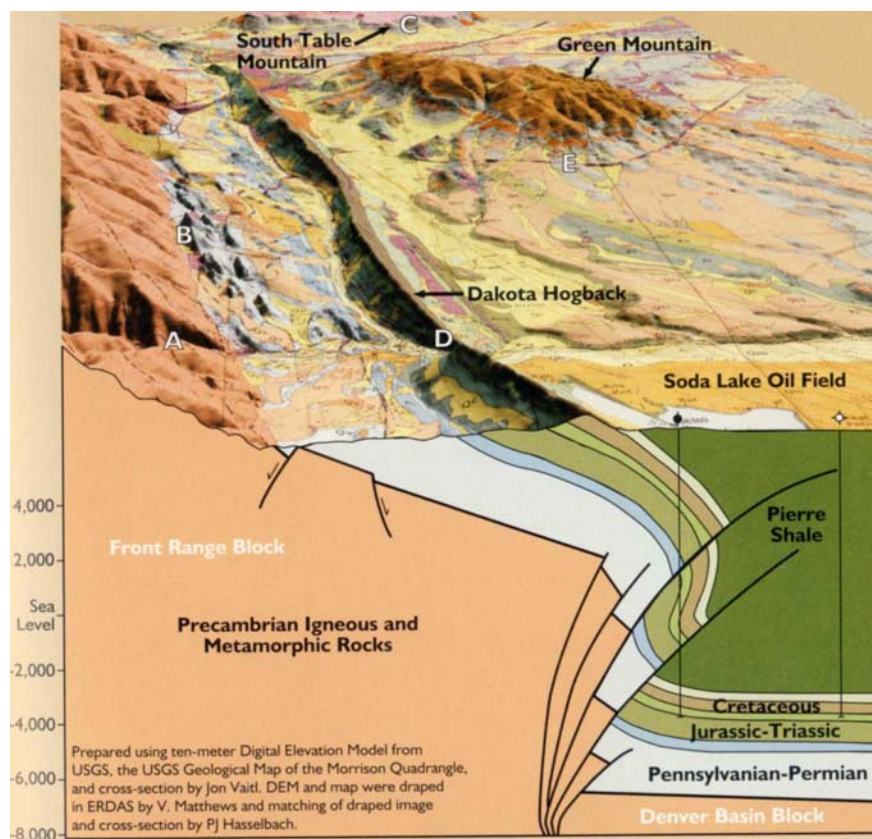 C
South Table
Mountain
Green Mountain
E
B
Dakota Hogback
A
D
Soda Lake Oil Field
4,000
2,000
Sea
Level
-2,000
-4,000
-6,000
-8,000
Front Range Block
Pierre
Shale
Precambrian Igneous and
Metamorphic Rocks
Cretaceous
Jurassic-Triassic
Pennsylvanian-Permian
Denver Basin Block
Prepared using ten-meter Digital Elevation Model from
USGS, the USGS Geological Map of the Morrison Quadrangle,
and cross-section by Jon Vaitl. DEM and map were draped
in ERDAS by V. Matthews and matching of draped image
and cross-section by PJ Hasselbach.